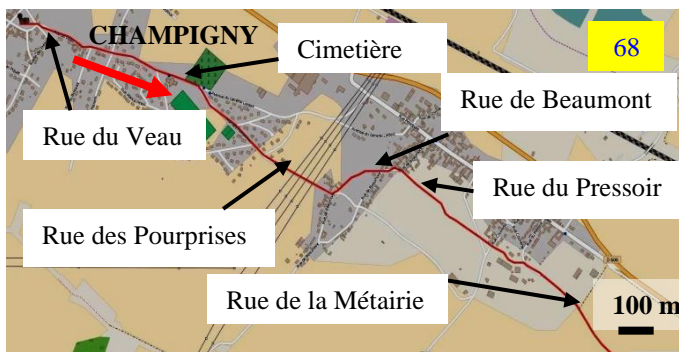 CHAMPIGNY
Cimetière
68
Rue de Beaumont
Rue du Veau
Rue du Pressoir
Rue des Pourprises
Rue de la Métairie
100 m